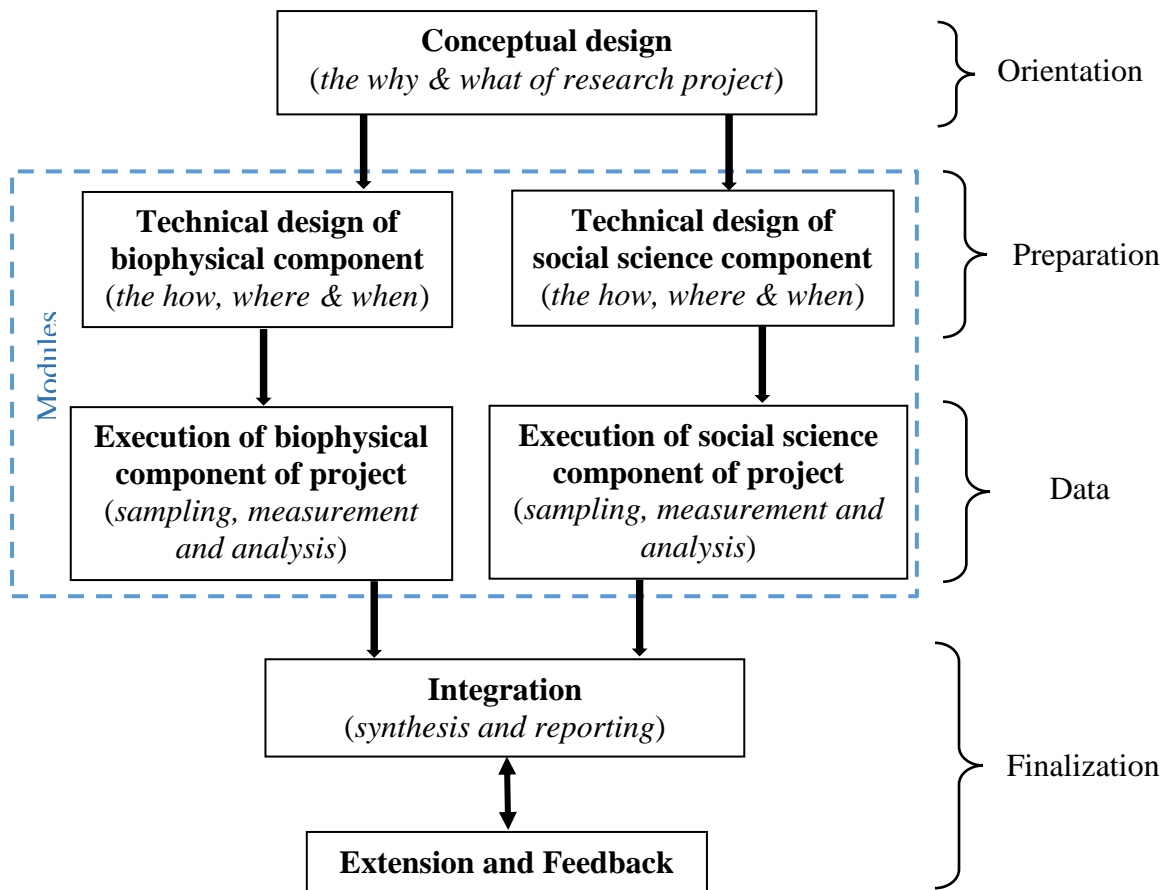 Conceptual design
(the why & what of research project)
Orientation
Technical design of
biophysical component
(the how, where & when)
Technical design of
social science component
(the how, where & when)
Preparation
Modules
Execution of biophysical
component of project
(sampling, measurement
and analysis)
Execution of social science
component of project
(sampling, measurement and
analysis)
Data
Integration
(synthesis and reporting)
Finalization
Extension and Feedback